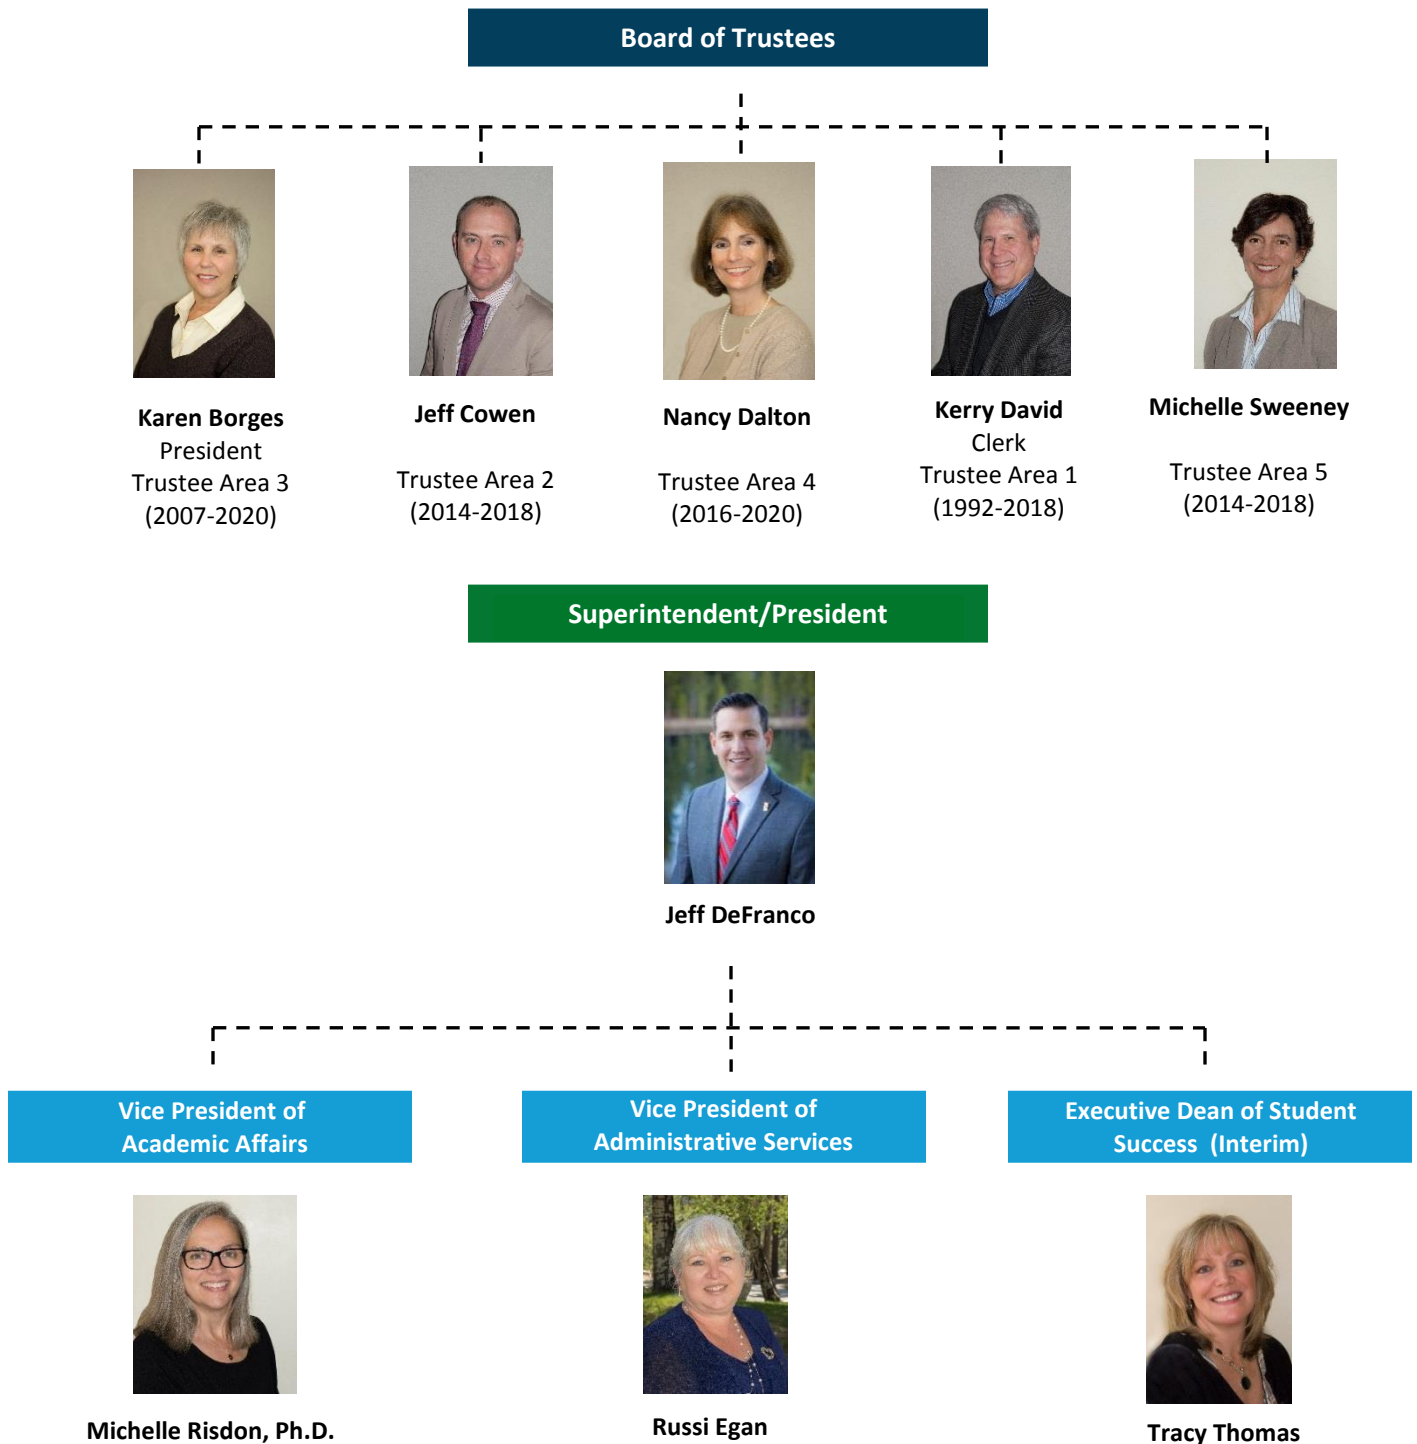 Board of Trustees
Karen Borges
President
Trustee Area 3
(2007-2020)
Jeff Cowen
Trustee Area 2
(2014-2018)
Nancy Dalton
Trustee Area 4
(2016-2020)
Kerry David
Clerk
Trustee Area 1
(1992-2018)
Michelle Sweeney
Trustee Area 5
(2014-2018)
Superintendent/President
Jeff DeFranco
Vice President of
Academic Affairs
Michelle Risdon, Ph.D.
Vice President of
Administrative Services
Russi Egan
Executive Dean of Student
Success  (Interim)
Tracy Thomas